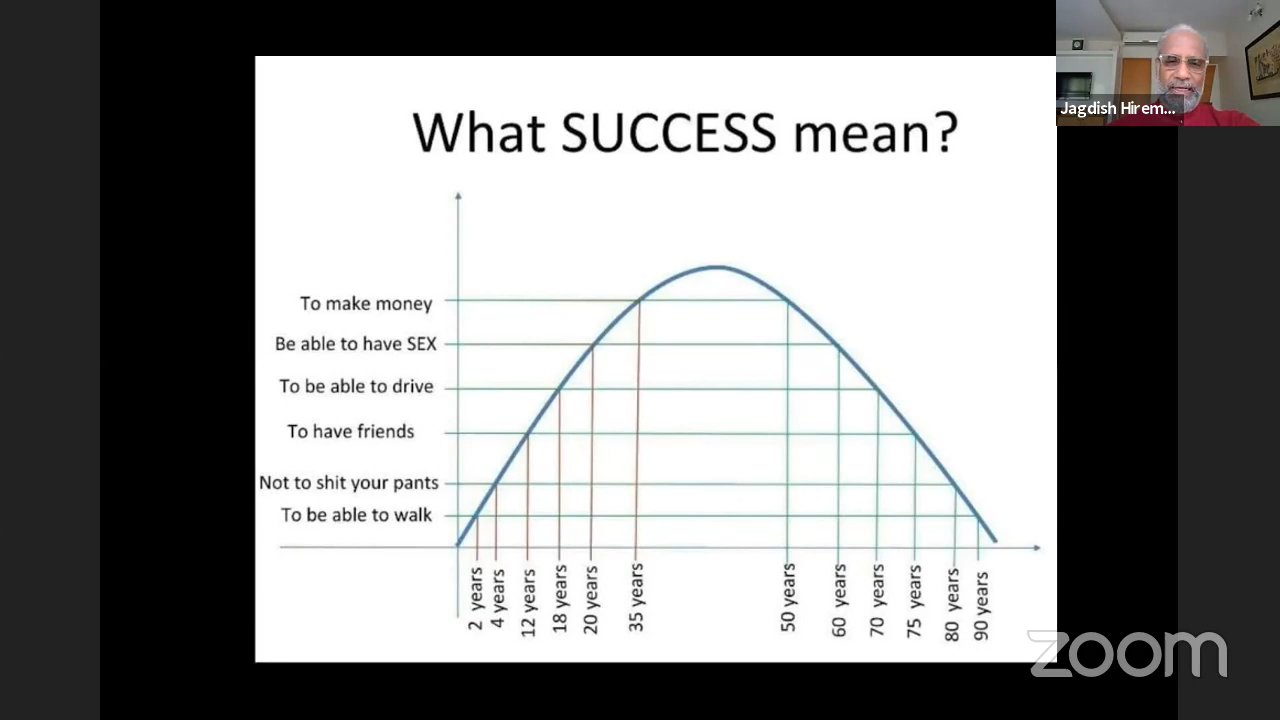 Jagdish Hirem...
What SUCCESS mean?
To make money
Be able to have SEX
To be able to drive
To have friends
Not to shit your pants
To be able to walk
2 years
4 years
12 years
18 years
20 years
35 years
50 years
60 years
70 years
75 years
80 years
90 years
zoom